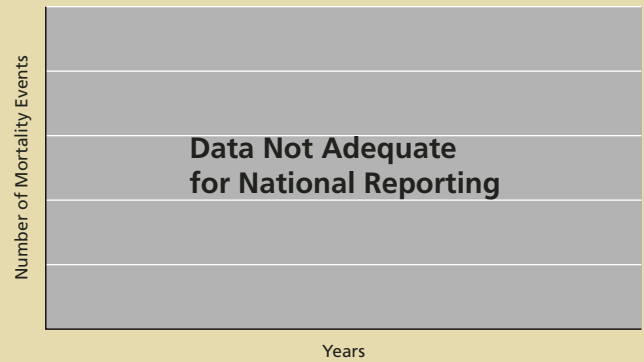 Number of Mortality Events
Data Not Adequate
for National Reporting
Years